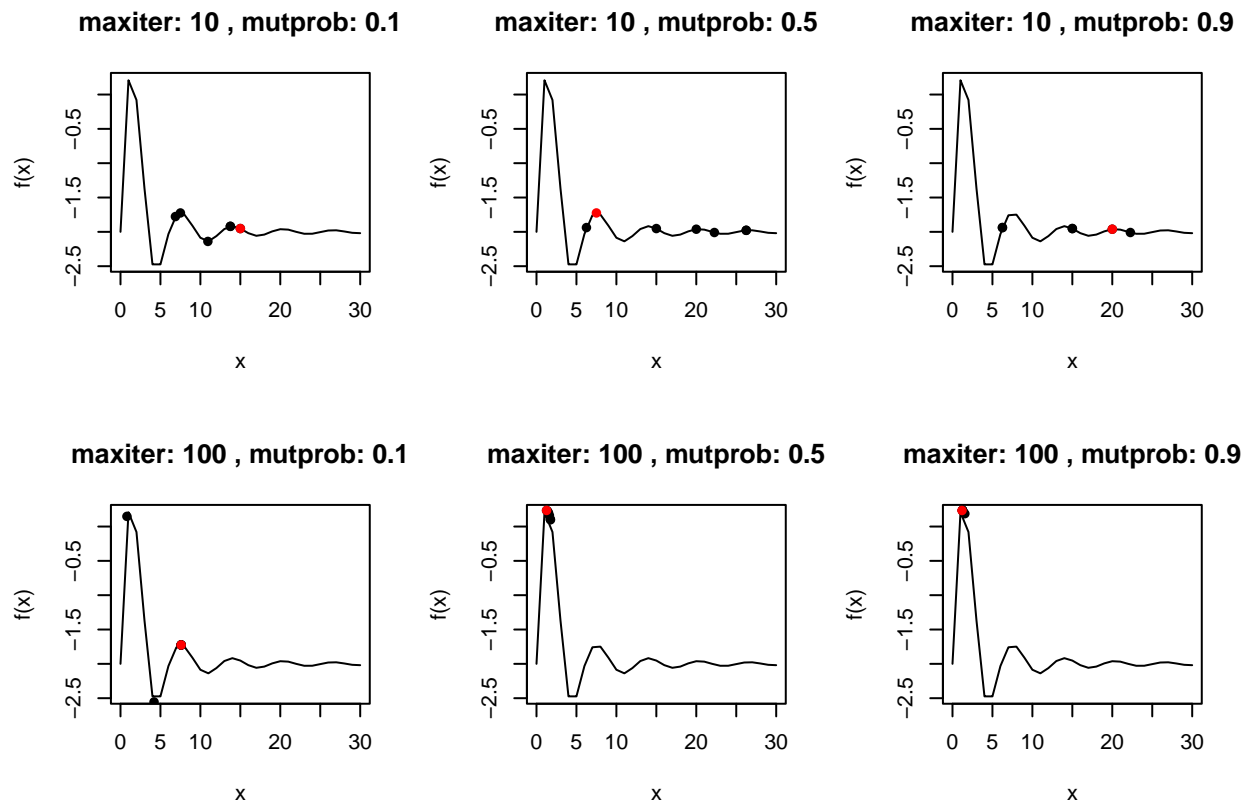 maxiter: 10 , mutprob: 0.1
f(x)
−0.5
−1.5
−2.5
0 5 10 20 30
x
maxiter: 10 , mutprob: 0.5
f(x)
−0.5
−1.5
−2.5
0 5 10 20 30
x
maxiter: 10 , mutprob: 0.9
f(x)
−0.5
−1.5
−2.5
0 5 10 20 30
x
maxiter: 100 , mutprob: 0.1
f(x)
−0.5
−1.5
−2.5
0 5 10 20 30
x
maxiter: 100 , mutprob: 0.5
f(x)
−0.5
−1.5
−2.5
0 5 10 20 30
x
maxiter: 100 , mutprob: 0.9
f(x)
−0.5
−1.5
−2.5
0 5 10 20 30
x